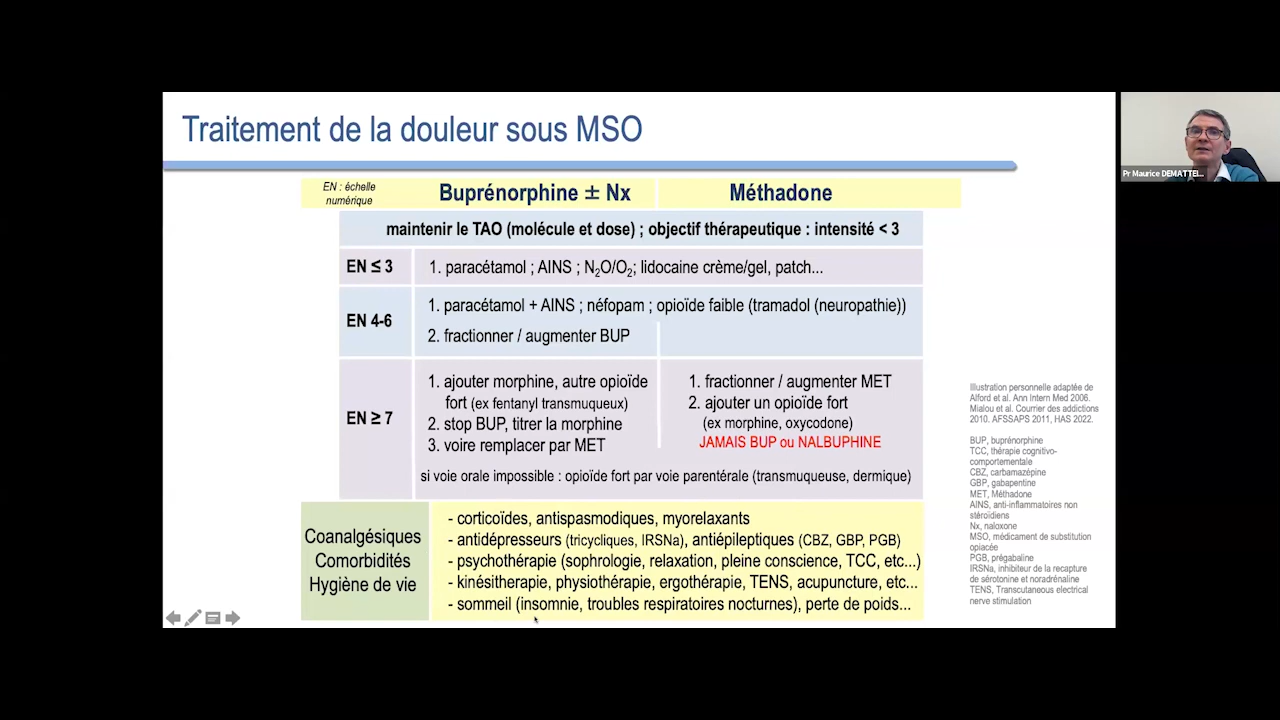 Traitement de la douleur sous MSO
EN : échelle
numérique
Buprénorphine ± Nx
Méthadone
maintenir le TAO (molécule et dose) ; objectif thérapeutique : intensité < 3
EN ≤ 3
1. paracétamol ; AINS ; N₂O/O₂; lidocaine crème/gel, patch...
EN 4-6
1. paracétamol + AINS ; néfopam ; opioïde faible (tramadol (neuropathie))
2. fractionner / augmenter BUP
EN ≥ 7
1. ajouter morphine, autre opioïde
fort (ex fentanyl transmuqueux)
2. stop BUP, titrer la morphine
3. voire remplacer par MET
1. fractionner / augmenter MET
2. ajouter un opioïde fort
(ex morphine, oxycodone)
JAMAIS BUP ou NALBUPHINE
si voie orale impossible : opioïde fort par voie parentérale (transmuqueuse, dermique)
Coanalgésiques
Comorbidités
Hygiène de vie
- corticoïdes, antispasmodiques, myorelaxants
- antidépresseurs (tricycliques, IRSNa), antiépileptiques (CBZ, GBP, PGB)
- psychothérapie (sophrologie, relaxation, pleine conscience, TCC, etc...)
- kinésitherapie, physiothérapie, ergothérapie, TENS, acupuncture, etc...
- sommeil (insomnie, troubles respiratoires nocturnes), perte de poids...
Illustration personnelle adaptée de
Alford et al. Ann Intern Med 2006.
Mialou et al. Courrier des addictions
2010. AFSSAPS 2011, HAS 2022.
BUP, buprénorphine
TCC, thérapie cognitivo-
comportementale
CBZ, carbamazépine
GBP, gabapentine
MET, Méthadone
AINS, anti-inflammatoires non
stéroïdiens
Nx, naloxone
MSO, médicament de substitution
opiacée
PGB, prégabaline
IRSNa, inhibiteur de la recapture
de sérotonine et noradrénaline
TENS, Transcutaneous electrical
nerve stimulation
Pr Maurice DEMATTEI...